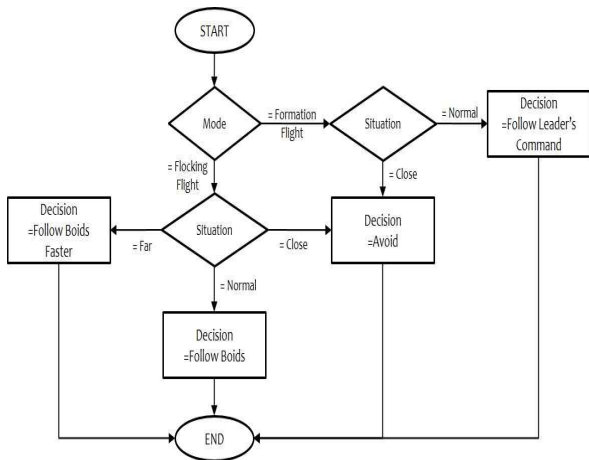 START
Mode
= Formation
Flight
Situation
= Normal
Decision
=Follow Leader's
Command
= Flocking
Flight
= Close
Decision
=Follow Boids
Faster
= Far
Situation
= Close
Decision
=Avoid
= Normal
Decision
=Follow Boids
END